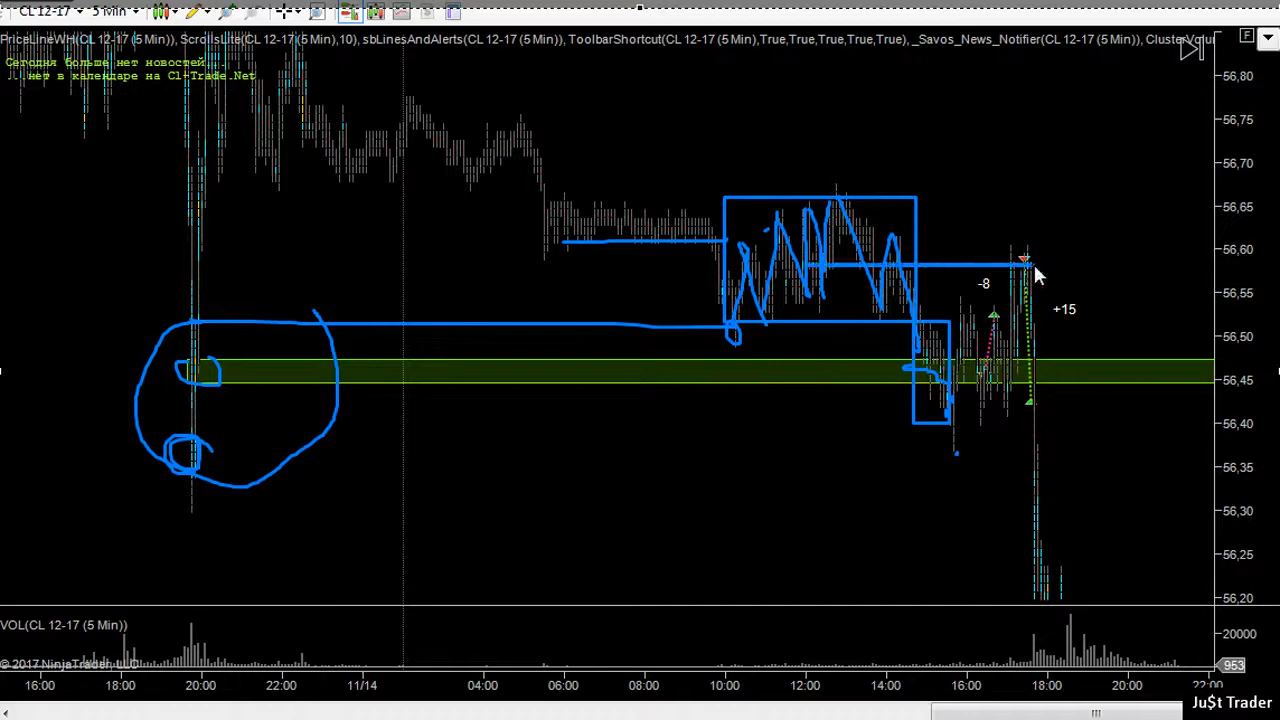 CL 12-17 5 Min
PriceLineWH(CL 12-17 (5 Min)), ScrollsLite(CL 12-17 (5 Min),10), sbLinesAndAlerts(CL 12-17 (5 Min)), ToolbarShortcut(CL 12-17 (5 Min),True,True,True,True,True), _Savos_News_Notifier(CL 12-17 (5 Min)), ClusterVolum
F
Сегодня больше нет новостей...
...нет в календаре на Cl-Trade.Net
56,80
56,75
56,70
56,65
56,60
56,55
56,50
56,45
56,40
56,35
56,30
56,25
56,20
-8
+15
VOL(CL 12-17 (5 Min))
20000
© 2017 NinjaTrader, LLC
953
16:00 18:00 20:00 22:00 11/14 04:00 06:00 08:00 10:00 12:00 14:00 16:00 18:00 20:00 22:00
Ju$t Trader